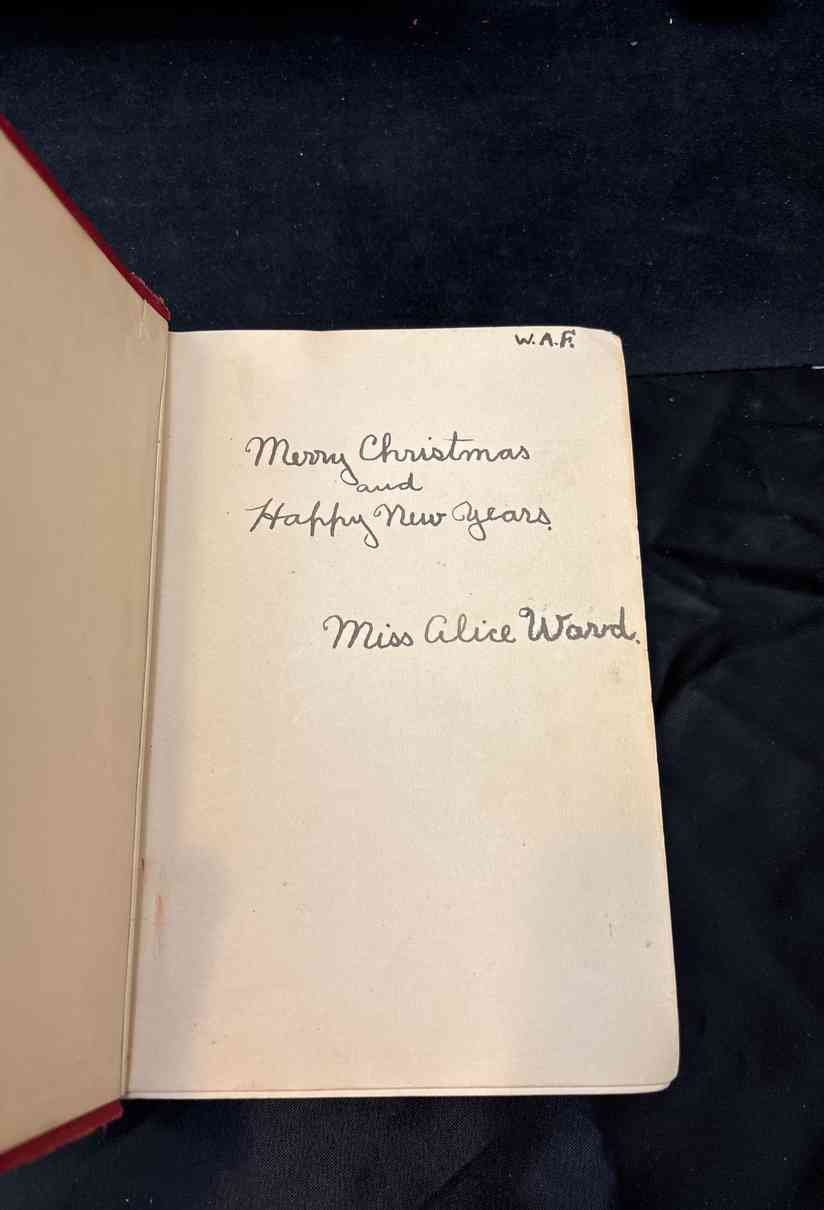 W.A.F.
Merry Christmas
and
Happy New Years.
Miss Alice Ward.